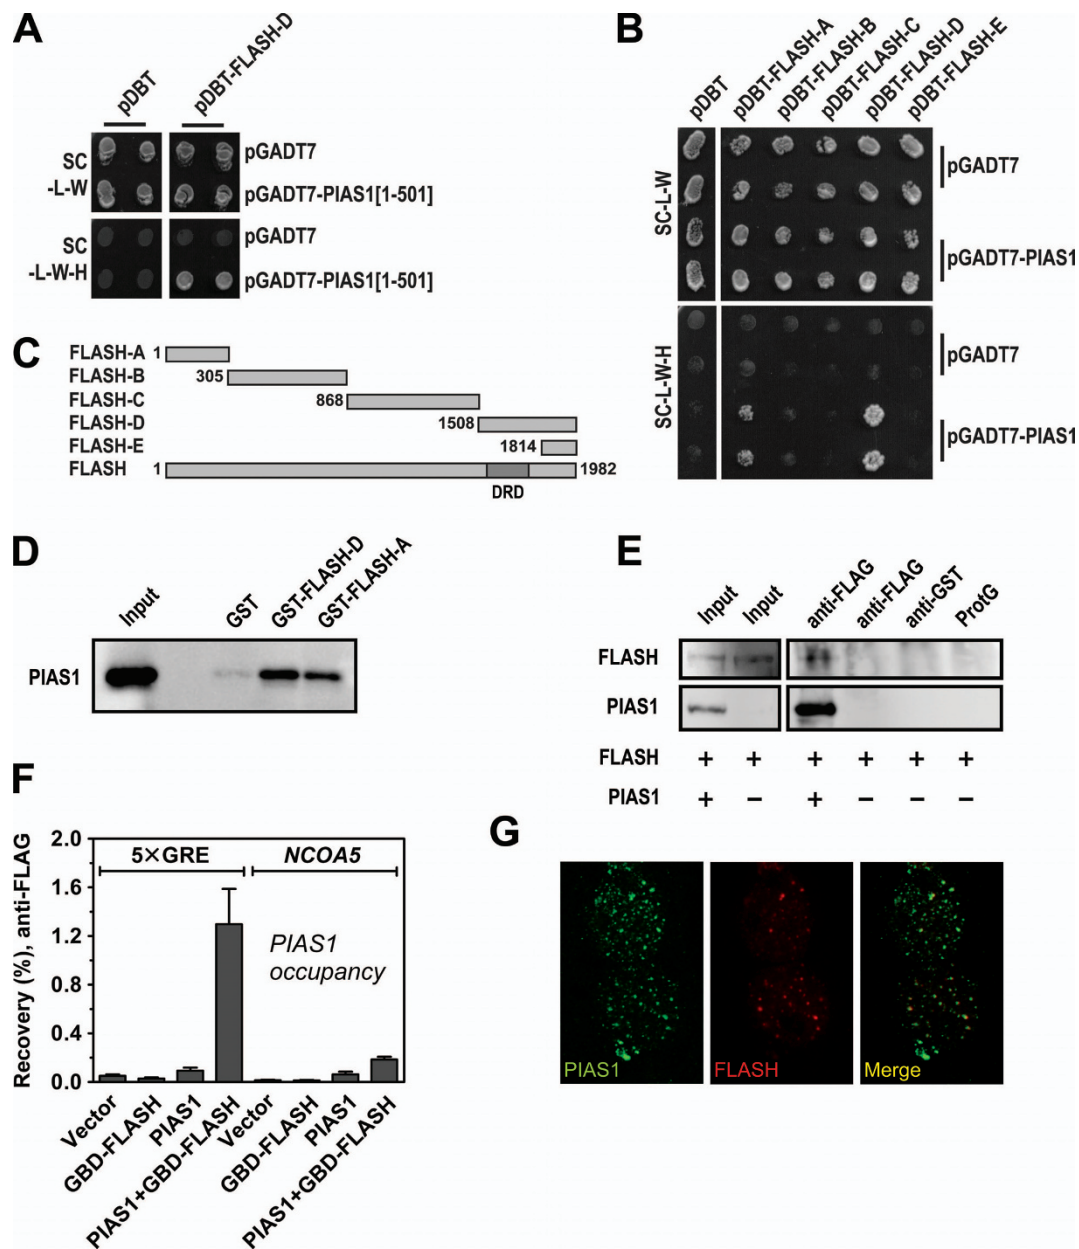 A
pDBT
pDBT-FLASH-D
SC
-L-W
pGADT7
pGADT7-PIAS1[1-501]
SC
-L-W-H
pGADT7
pGADT7-PIAS1[1-501]
B
pDBT
pDBT-FLASH-A
pDBT-FLASH-B
pDBT-FLASH-C
pDBT-FLASH-D
pDBT-FLASH-E
SC-L-W
pGADT7
pGADT7-PIAS1
SC-L-W-H
pGADT7
pGADT7-PIAS1
C
FLASH-A 1
FLASH-B 305
FLASH-C 868
FLASH-D 1508
FLASH-E 1814
FLASH 1 1982
DRD
D
Input
GST
GST-FLASH-D
GST-FLASH-A
PIAS1
E
Input
Input
anti-FLAG
anti-FLAG
anti-GST
ProtG
FLASH
PIAS1
FLASH + + + + + +
PIAS1 + − + − − −
F
Recovery (%), anti-FLAG
2.0
1.6
1.2
0.8
0.4
0.0
5×GRE
NCOA5
PIAS1
occupancy
Vector
GBD-FLASH
PIAS1
PIAS1+GBD-FLASH
Vector
GBD-FLASH
PIAS1
PIAS1+GBD-FLASH
G
PIAS1
FLASH
Merge